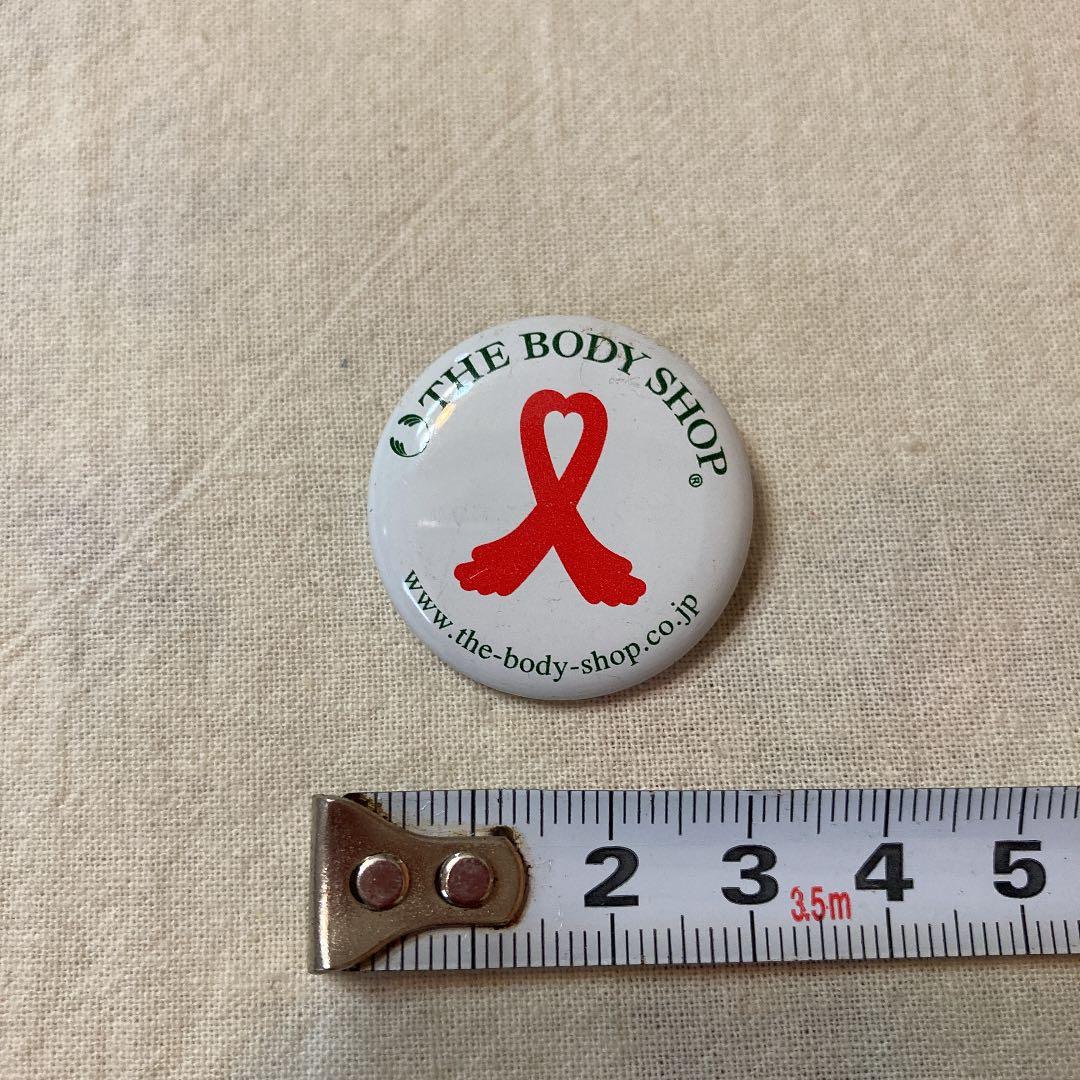 THE BODY SHOP®
www.the-body-shop.co.jp
2 3 4 5
3.5m